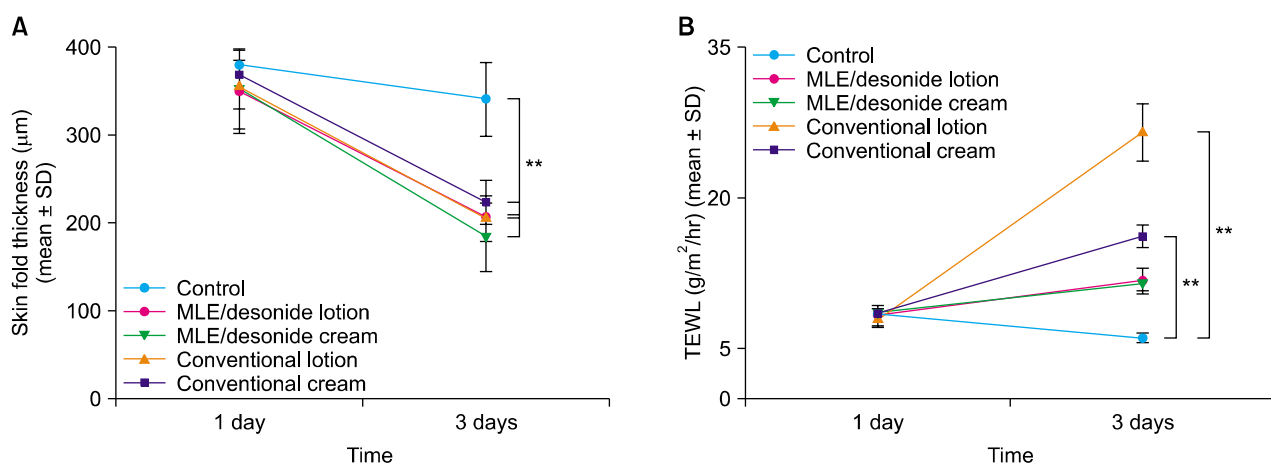 A
Skin fold thickness (μm)
(mean ± SD)
400
300
200
100
0
Control
MLE/desonide lotion
MLE/desonide cream
Conventional lotion
Conventional cream
**
1 day
3 days
Time
B
TEWL (g/m²/hr) (mean ± SD)
35
20
5
0
Control
MLE/desonide lotion
MLE/desonide cream
Conventional lotion
Conventional cream
**
**
1 day
3 days
Time